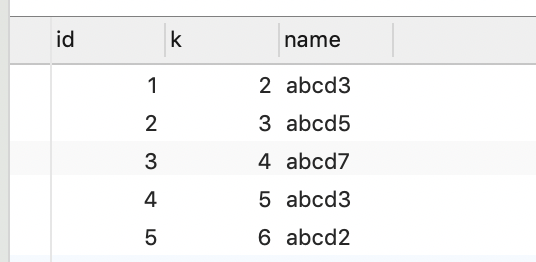 id k name
1 2 abcd3
2 3 abcd5
3 4 abcd7
4 5 abcd3
5 6 abcd2